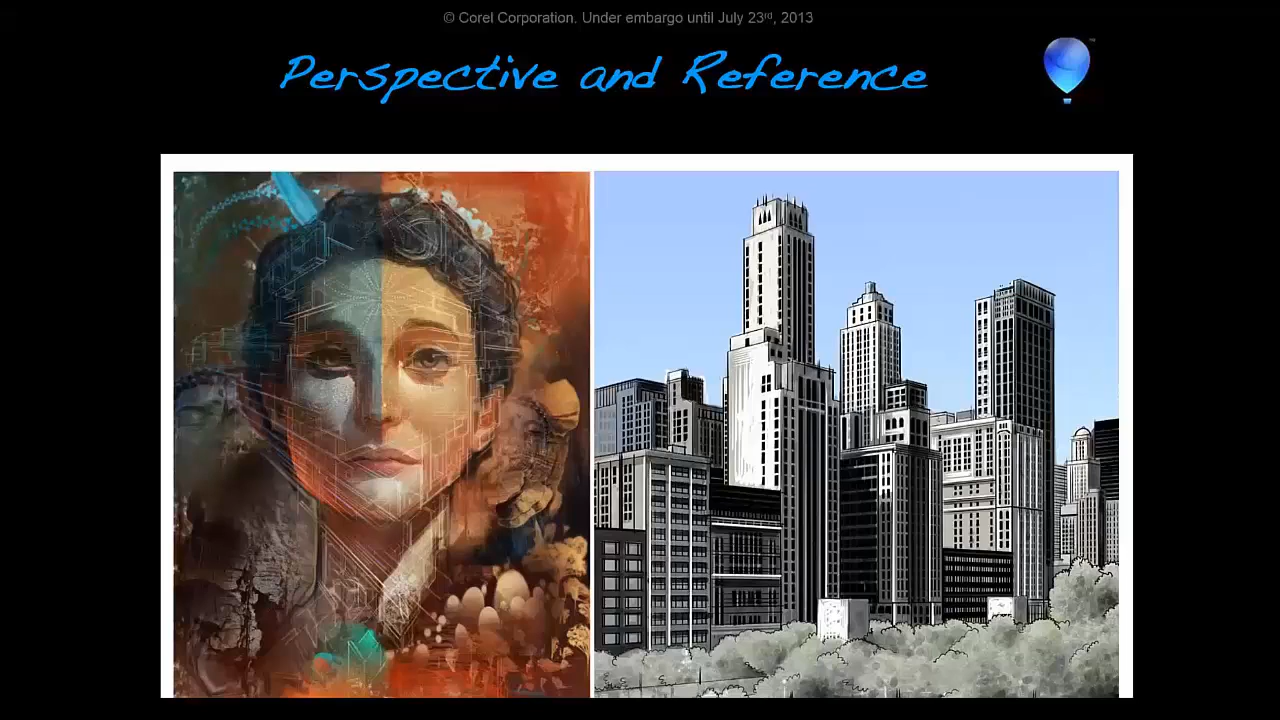 © Corel Corporation. Under embargo until July 23rd, 2013
Perspective and Reference